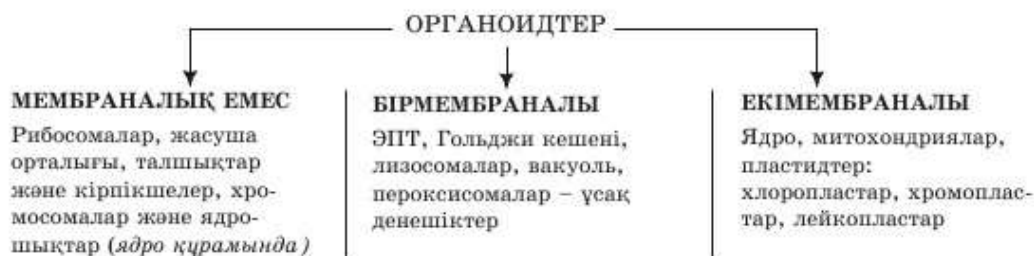 ОРГАНОИДТЕР
МЕМБРАНАЛЫҚ ЕМЕС
Рибосомалар, жасуша
орталығы, талшықтар
және кірпікшелер, хро-
мосомалар және ядро-
шықтар (ядро құрамында)
БІРМЕМБРАНАЛЫ
ЭПТ, Гольджи кешені,
лизосомалар, вакуоль,
пероксисомалар – ұсақ
денешіктер
ЕКІМЕМБРАНАЛЫ
Ядро, митохондриялар,
пластидтер:
хлоропластар, хромоплас-
тар, лейкопластар